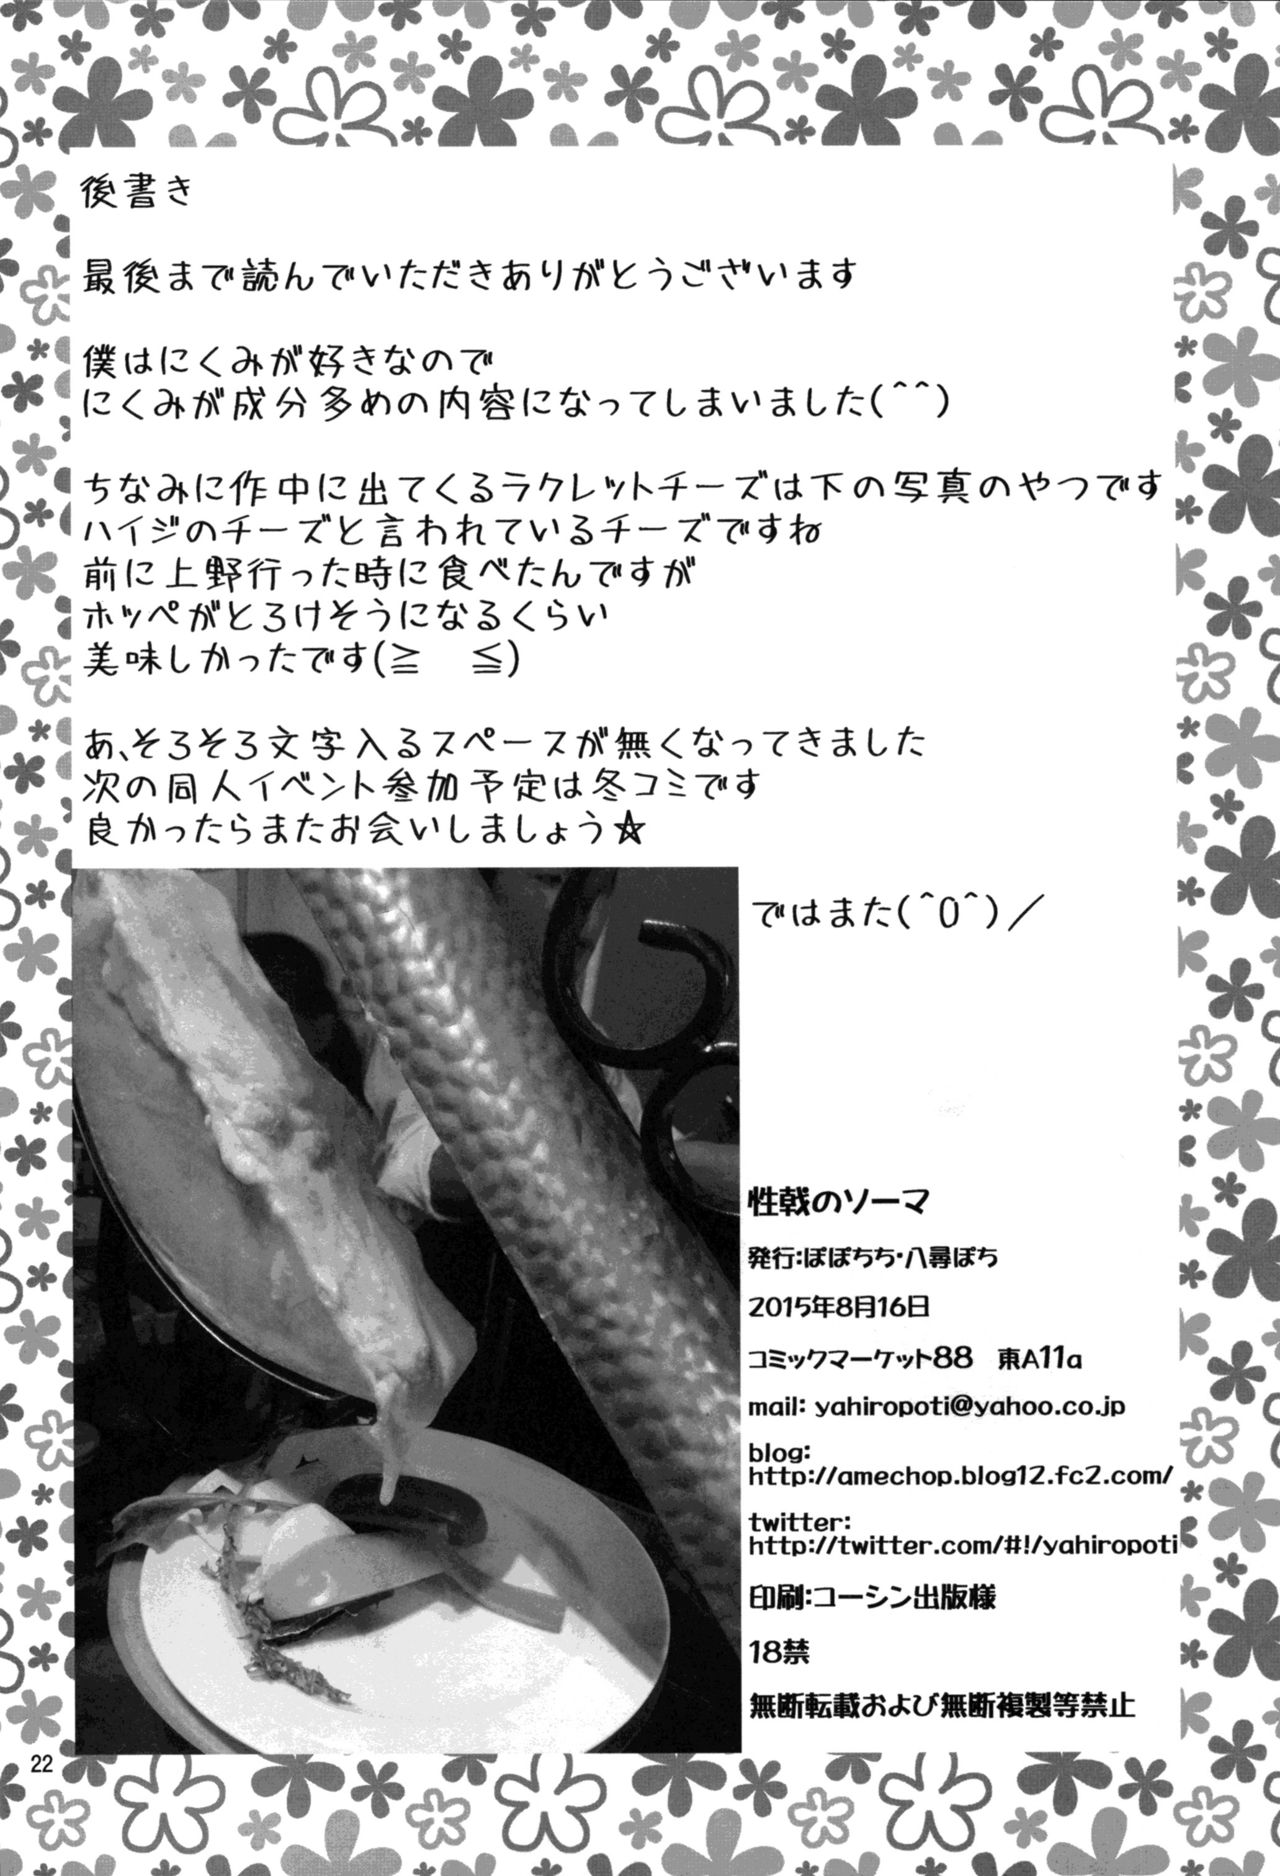 後書き
最後まで読んでいただきありがとうございます
僕はにくみが好きなので
にくみが成分多めの内容になってしまいました(^^)
ちなみに作中に出てくるラクレットチーズは下の写真のやつです
ハイジのチーズと言われているチーズですね
前に上野行った時に食べたんですが
ホッペがとろけそうになるくらい
美味しかったです(≧　≦)
あ、そろそろ文字入るスペースが無くなってきました
次の同人イベント参加予定は冬コミです
良かったらまたお会いしましょう☆
ではまた(^0^)／
性戟のソーマ
発行:ぽぽちち・八尋ぽち
2015年8月16日
コミックマーケット88　東A11a
mail: yahiropoti@yahoo.co.jp
blog:
http://amechop.blog12.fc2.com/
twitter:
http://twitter.com/#!/yahiropoti
印刷:コーシン出版様
18禁
無断転載および無断複製等禁止
22